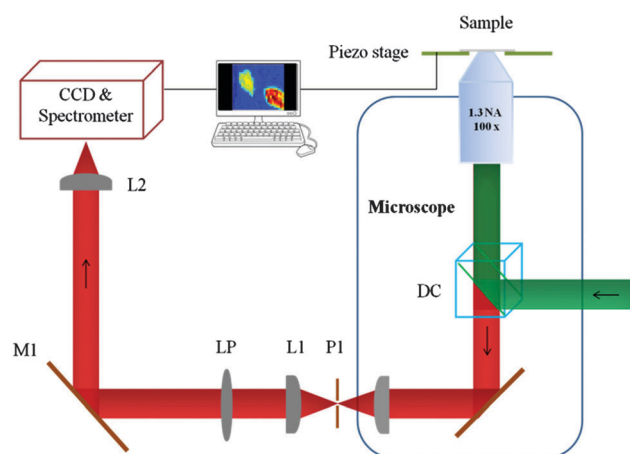 Sample
Piezo stage
CCD &
Spectrometer
1.3 NA
100 x
L2
Microscope
DC
M1
LP
L1
P1